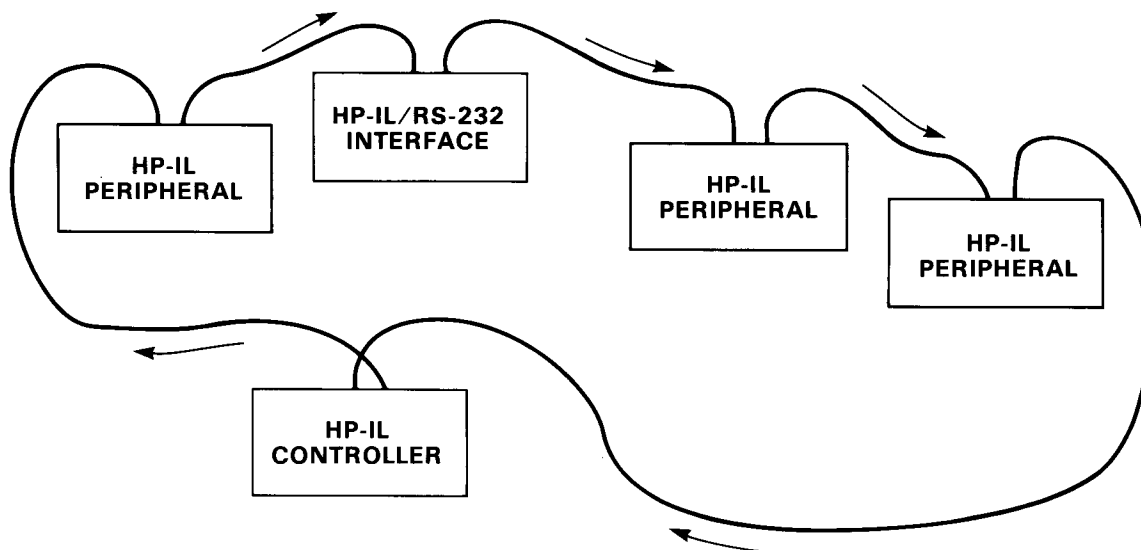 HP-IL
PERIPHERAL
HP-IL/RS-232
INTERFACE
HP-IL
PERIPHERAL
HP-IL
PERIPHERAL
HP-IL
CONTROLLER